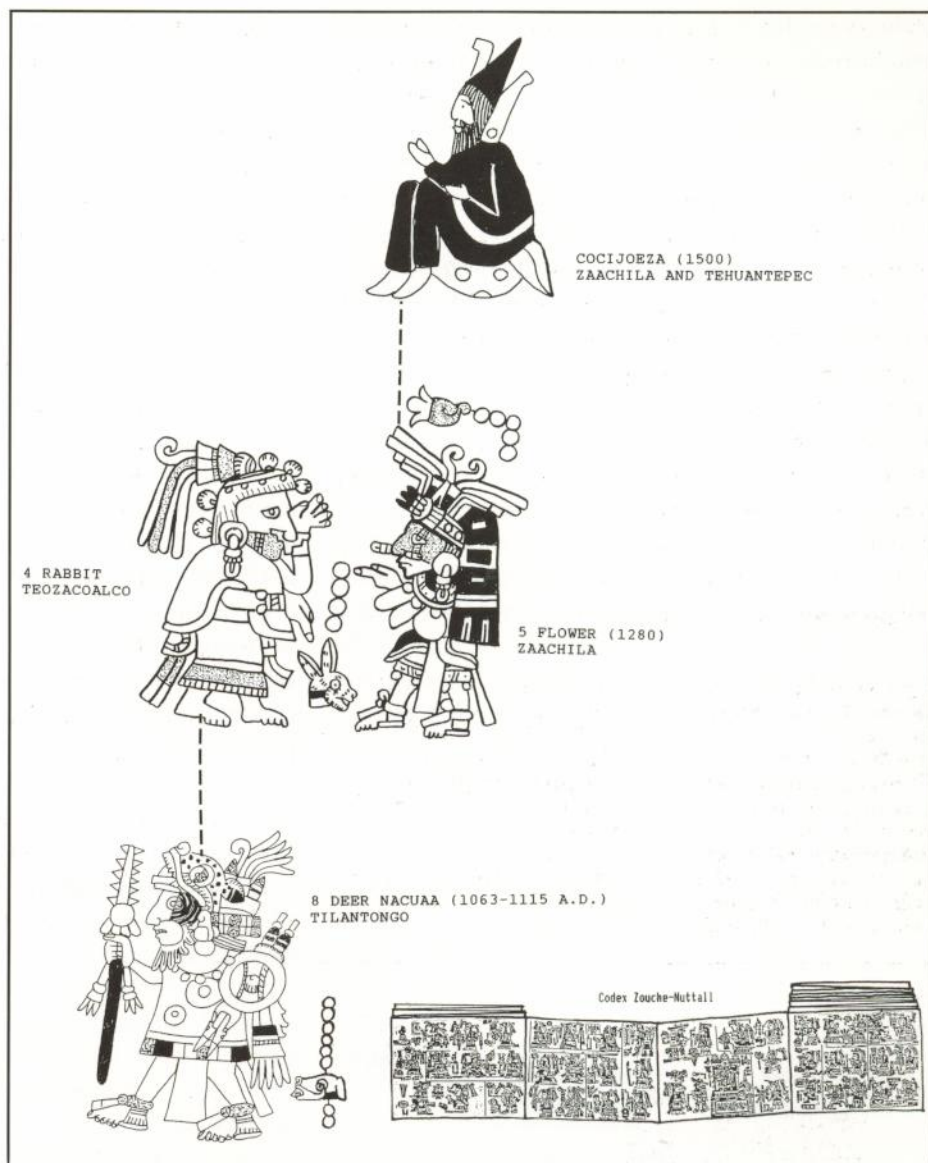 COCIJOEZA (1500)
ZAACHILA AND TEHUANTEPEC
4 RABBIT
TEOZACOALCO
5 FLOWER (1280)
ZAACHILA
8 DEER NACUAA (1063-1115 A.D.)
TILANTONGO
Codex Zouche-Nuttall